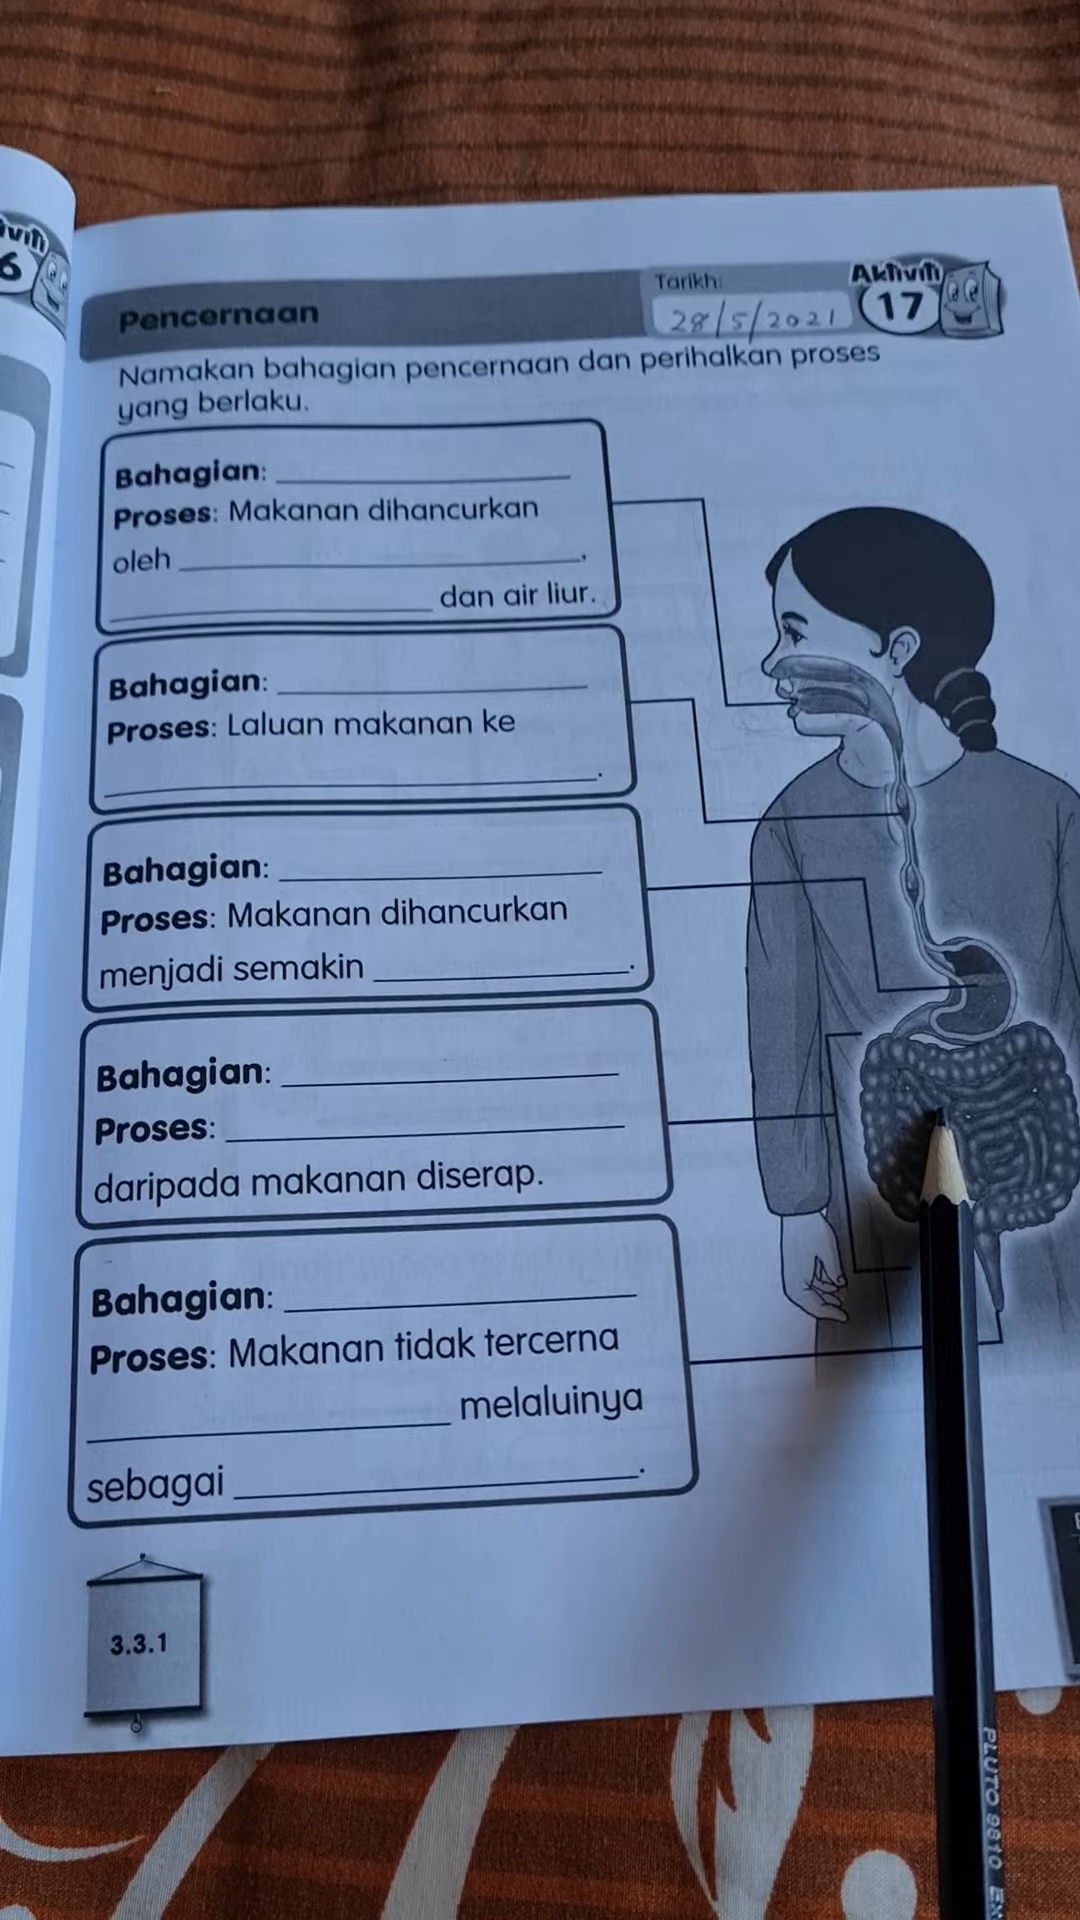 Pencernaan
Tarikh:
28/5/2021
Aktiviti
17
Namakan bahagian pencernaan dan perihalkan proses
yang berlaku.
Bahagian:
Proses: Makanan dihancurkan
oleh ,
dan air liur.
Bahagian:
Proses: Laluan makanan ke
.
Bahagian:
Proses: Makanan dihancurkan
menjadi semakin .
Bahagian:
Proses:
daripada makanan diserap.
Bahagian:
Proses: Makanan tidak tercerna
melaluinya
sebagai .
3.3.1
6
PLUTO 9810